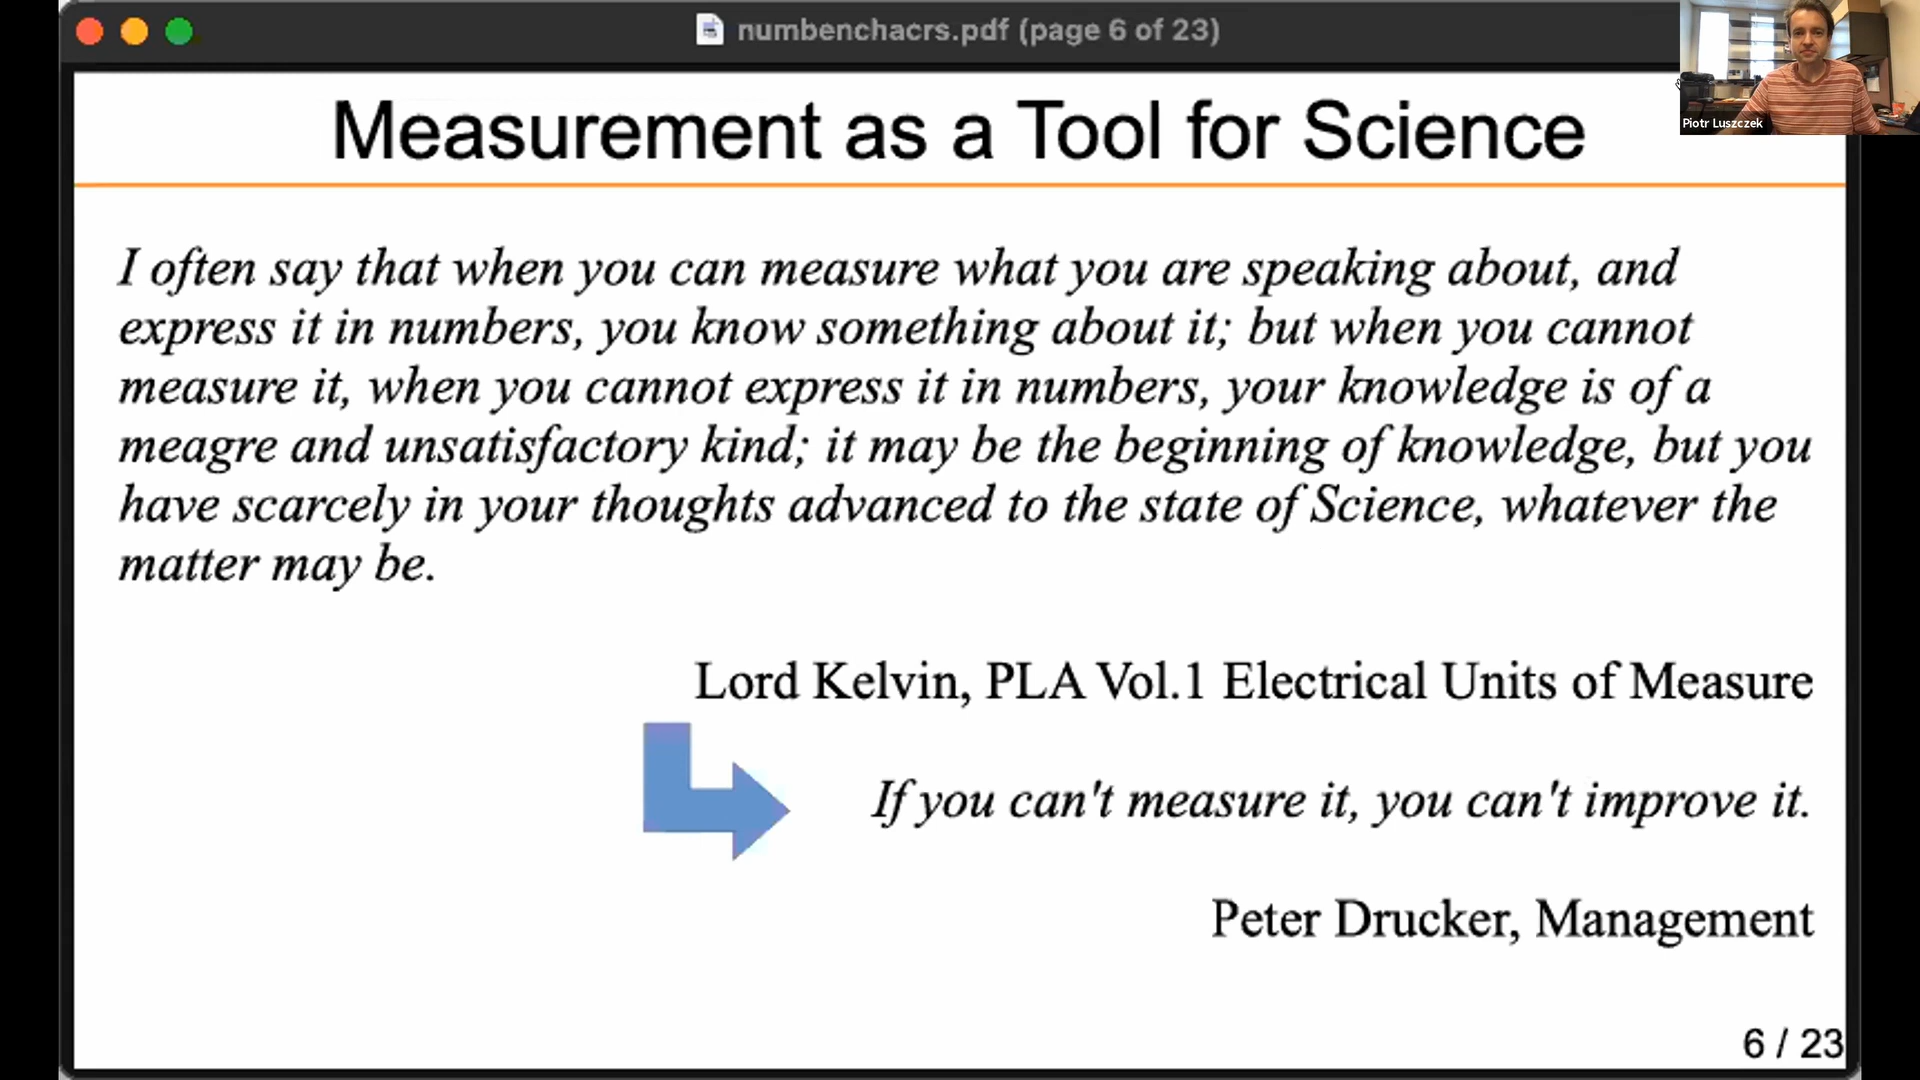 numbenchacrs.pdf (page 6 of 23)
Piotr Luszczek
Measurement as a Tool for Science
I often say that when you can measure what you are speaking about, and
express it in numbers, you know something about it; but when you cannot
measure it, when you cannot express it in numbers, your knowledge is of a
meagre and unsatisfactory kind; it may be the beginning of knowledge, but you
have scarcely in your thoughts advanced to the state of Science, whatever the
matter may be.
Lord Kelvin, PLA Vol.1 Electrical Units of Measure
If you can't measure it, you can't improve it.
Peter Drucker, Management
6 / 23